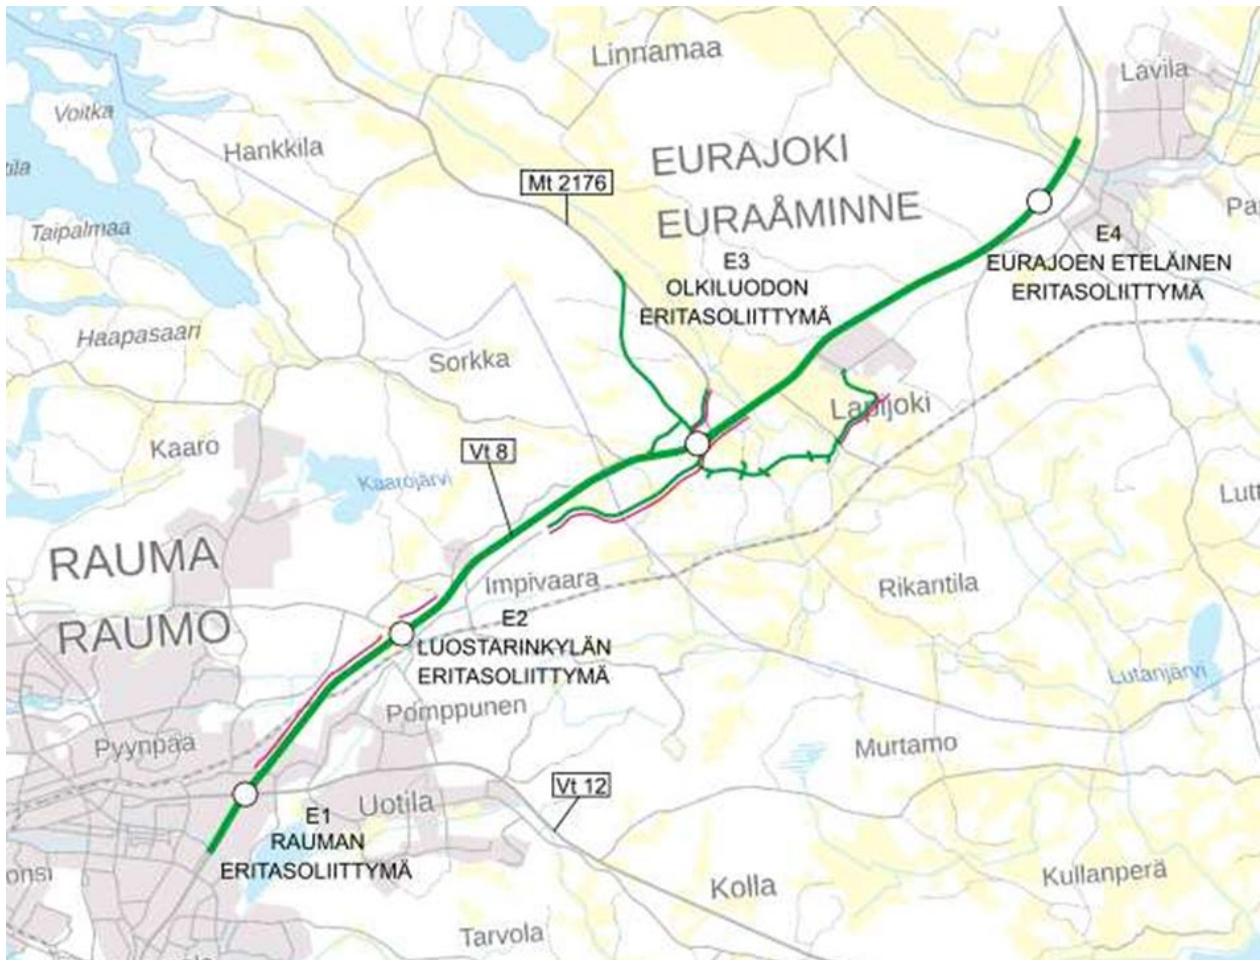 Linnamaa
Lavila
Voitka
Hankkila
EURAJOKI
Mt 2176
EURAÅMINNE
Taipalmaa
E4
EURAJOEN ETELÄINEN
ERITASOLIITTYMÄ
E3
OLKILUODON
ERITASOLIITTYMÄ
Haapasaari
Sorkka
Lapijoki
Kaaro
Vt 8
Kaarojärvi
RAUMA
Impivaara
Rikantila
RAUMO
E2
LUOSTARINKYLÄN
ERITASOLIITTYMÄ
Lutanjärvi
Pomppunen
Pyynpää
Murtamo
Vt 12
Uotila
E1
RAUMAN
ERITASOLIITTYMÄ
Kolla
Kullanperä
Tarvola